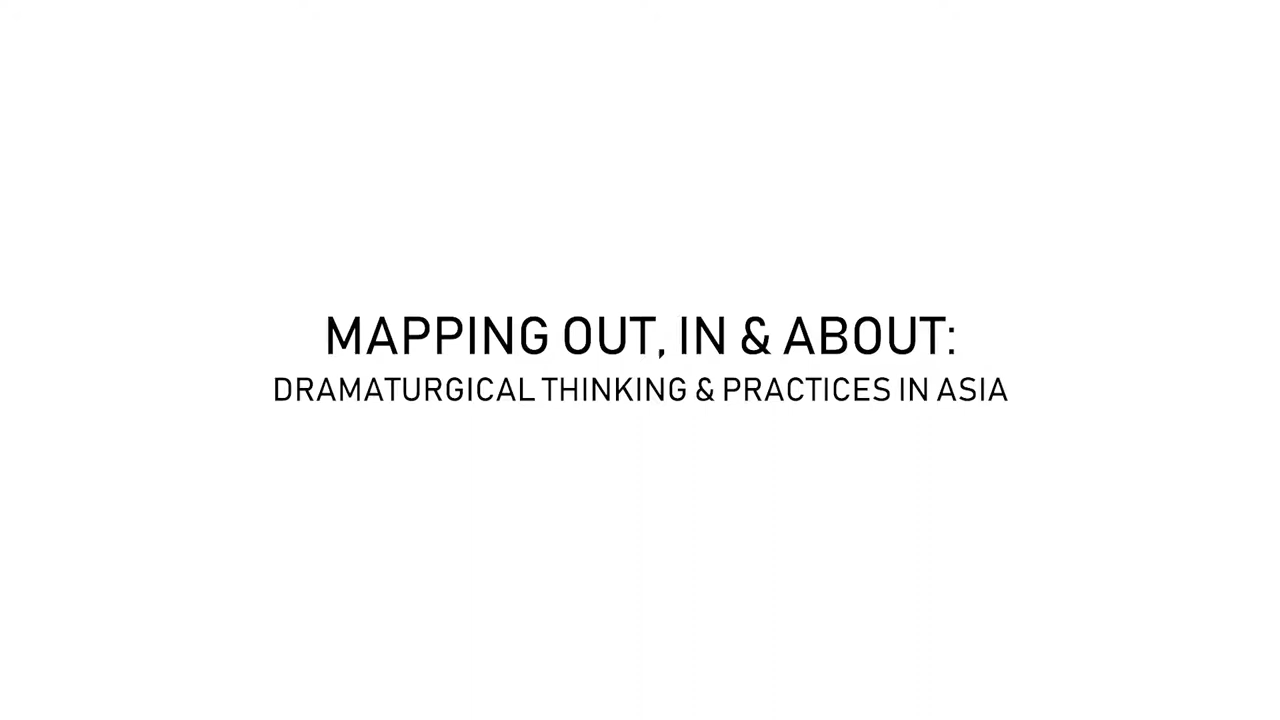 MAPPING OUT, IN & ABOUT:
DRAMATURGICAL THINKING & PRACTICES IN ASIA